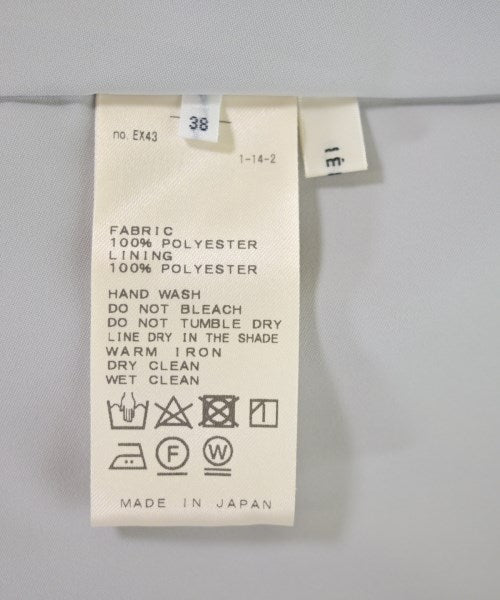 38
no. EX43
1-14-2
FABRIC
100% POLYESTER
LINING
100% POLYESTER
HAND WASH
DO NOT BLEACH
DO NOT TUMBLE DRY
LINE DRY IN THE SHADE
WARM IRON
DRY CLEAN
WET CLEAN
F
W
MADE IN JAPAN